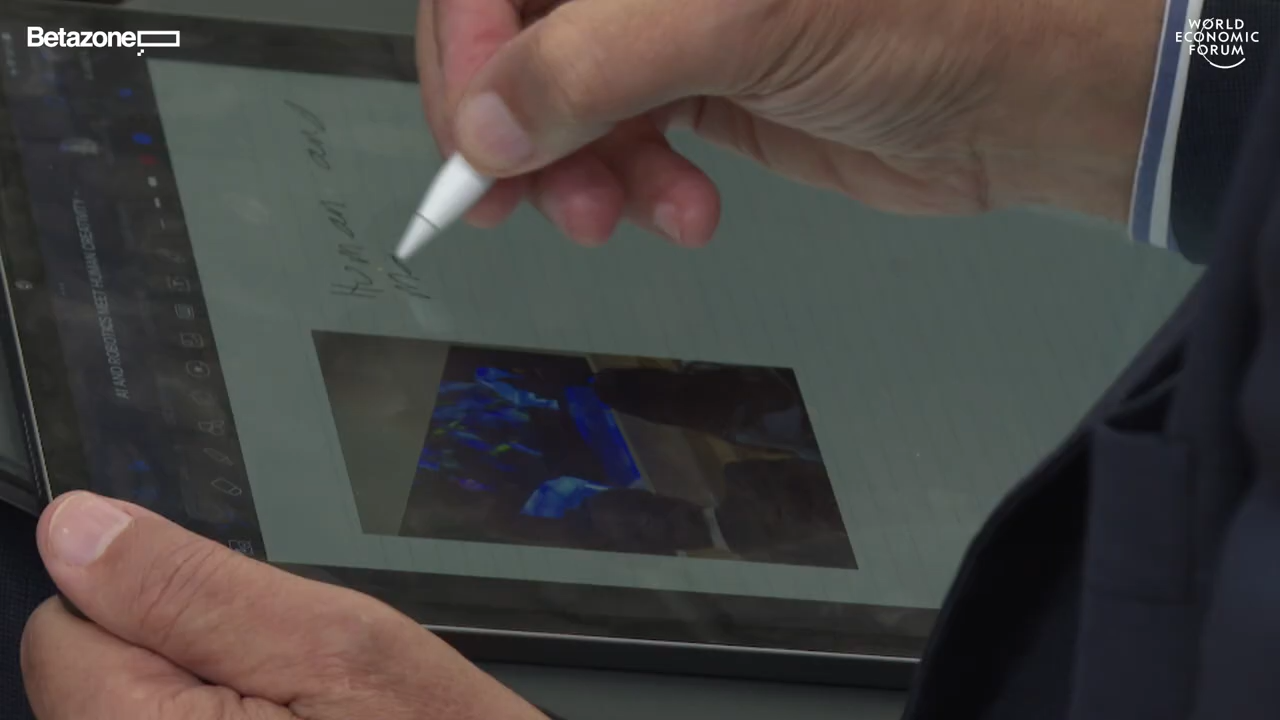 Betazone
WORLD
ECONOMIC
FORUM
AI AND ROBOTICS MEET HUMAN CREATIVITY
Human and